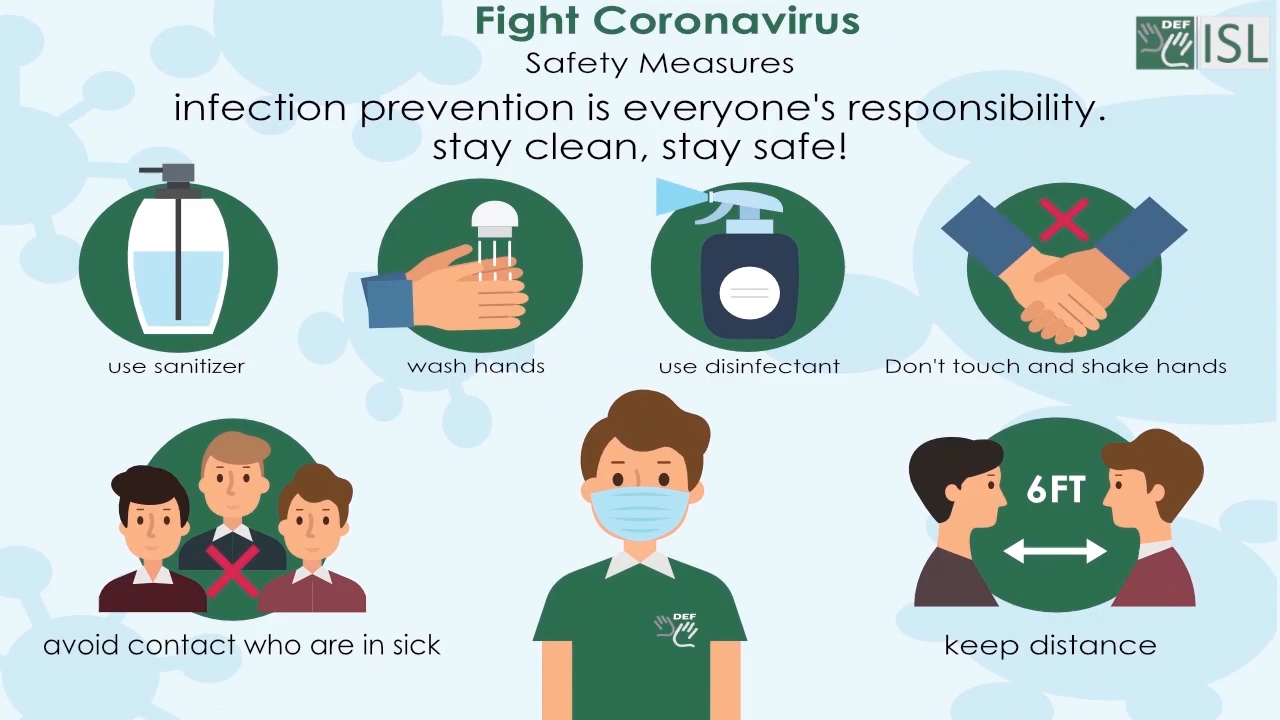 Fight Coronavirus
DEF
ISL
Safety Measures
infection prevention is everyone's responsibility.
stay clean, stay safe!
use sanitizer
wash hands
use disinfectant
Don't touch and shake hands
6FT
DEF
avoid contact who are in sick
keep distance